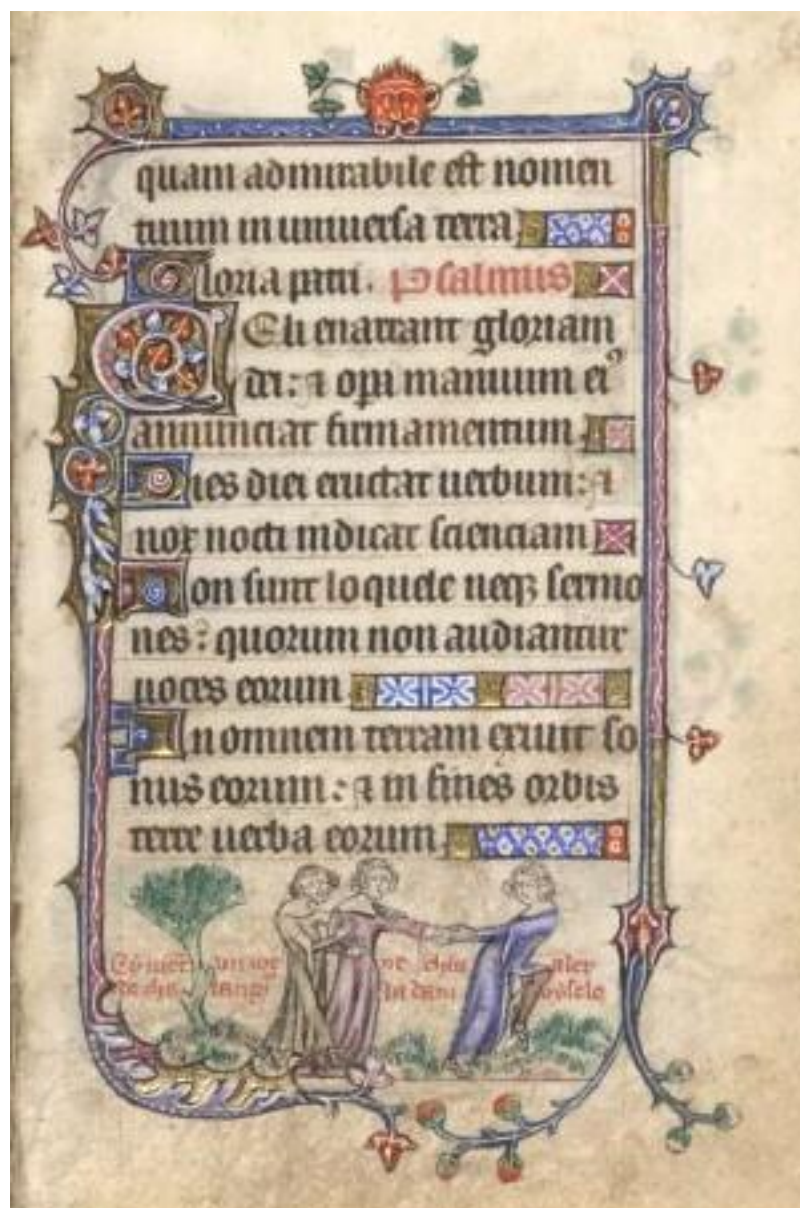 quam admirabile est nomen
tuum in uniuersa terra
Gloria patri. Psalmus
Celi enarrant gloriam
dei: et opera manuum eiꝰ
annunciat firmamentum
Dies diei eructat uerbum: et
nox nocti indicat scienciam
Non sunt loquele neqꝫ sermo
nes: quorum non audiantur
uoces eorum
In omnem terram exiuit so
nus eorum: et in fines orbis
terre uerba eorum